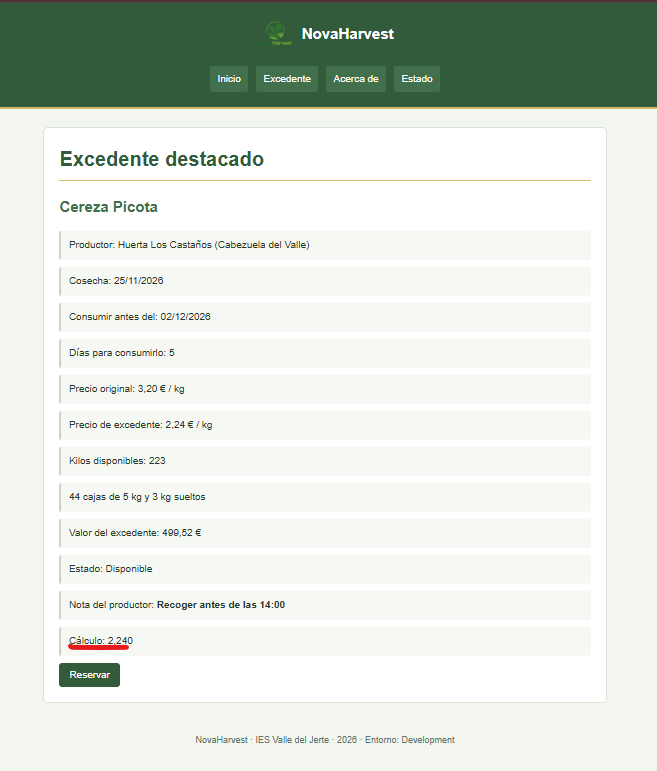 Harvest
NovaHarvest
Inicio Excedente Acerca de Estado
Excedente destacado
Cereza Picota
Productor: Huerta Los Castaños (Cabezuela del Valle)
Cosecha: 25/11/2026
Consumir antes del: 02/12/2026
Días para consumirlo: 5
Precio original: 3,20 € / kg
Precio de excedente: 2,24 € / kg
Kilos disponibles: 223
44 cajas de 5 kg y 3 kg sueltos
Valor del excedente: 499,52 €
Estado: Disponible
Nota del productor: Recoger antes de las 14:00
Cálculo: 2,240
Reservar
NovaHarvest · IES Valle del Jerte · 2026 · Entorno: Development